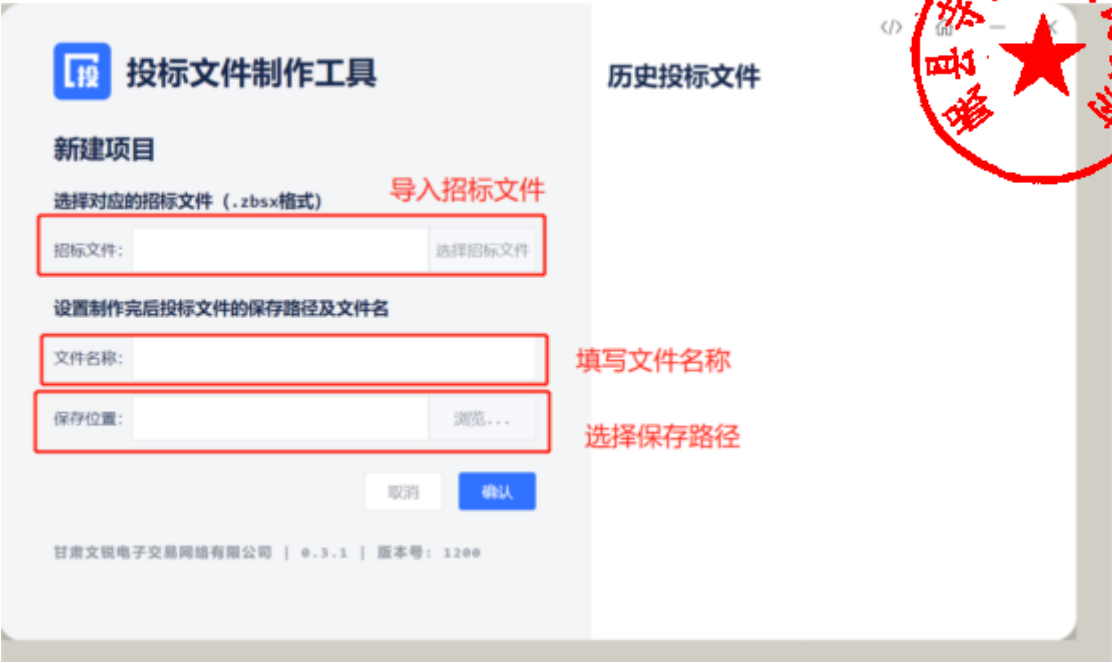 投
投标文件制作工具
历史投标文件
新建项目
选择对应的招标文件（.zbsx格式）
导入招标文件
招标文件：
选择招标文件
设置制作完后投标文件的保存路径及文件名
文件名称：
填写文件名称
保存位置：
浏览...
选择保存路径
取消
确认
甘肃文锐电子交易网络有限公司 | 0.3.1 | 版本号: 1200
县